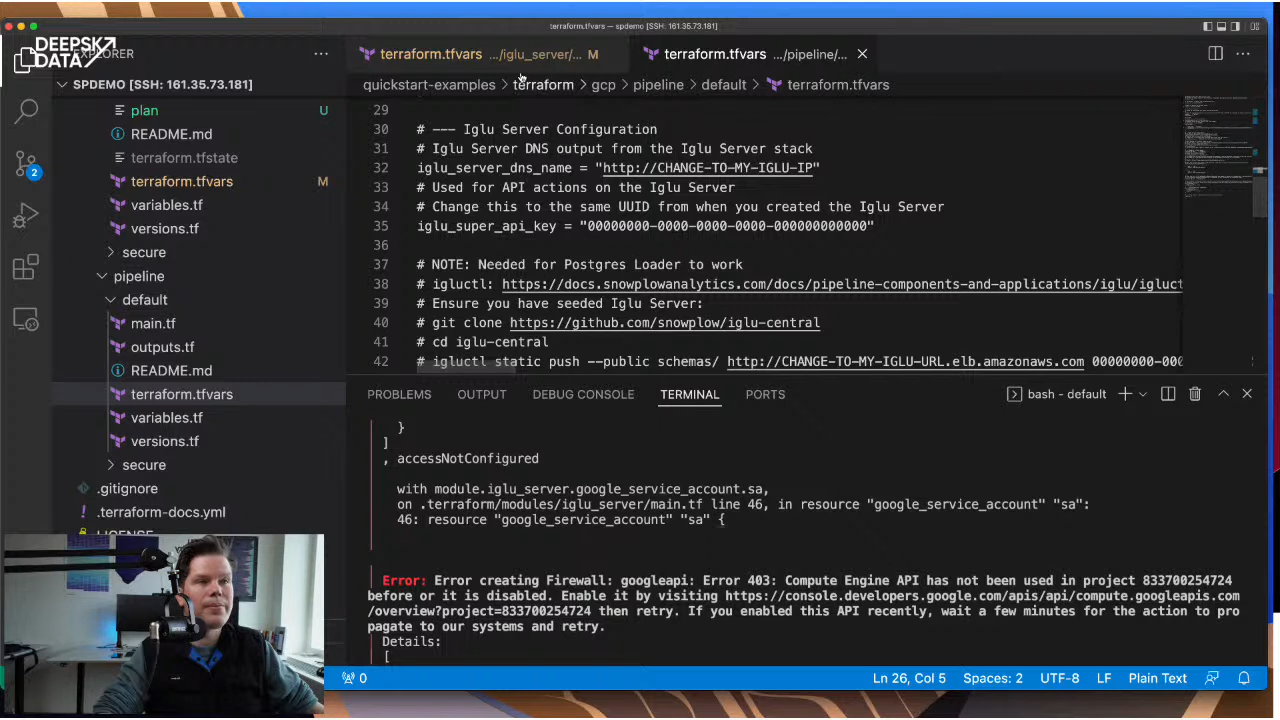 terraform.tfvars — spdemo [SSH: 161.35.73.181]
DEEPSK
DATA
EXPLORER
SPDEMO [SSH: 161.35.73.181]
plan U
README.md
terraform.tfstate
terraform.tfvars M
variables.tf
versions.tf
secure
pipeline
default
main.tf
outputs.tf
README.md
terraform.tfvars
variables.tf
versions.tf
secure
.gitignore
.terraform-docs.yml
LICENSE
2
terraform.tfvars .../iglu_server/... M
terraform.tfvars .../pipeline/...
quickstart-examples > terraform > gcp > pipeline > default > terraform.tfvars
29
30 # --- Iglu Server Configuration
31 # Iglu Server DNS output from the Iglu Server stack
32 iglu_server_dns_name = "http://CHANGE-TO-MY-IGLU-IP"
33 # Used for API actions on the Iglu Server
34 # Change this to the same UUID from when you created the Iglu Server
35 iglu_super_api_key = "00000000-0000-0000-0000-000000000000"
36
37 # NOTE: Needed for Postgres Loader to work
38 # igluctl: https://docs.snowplowanalytics.com/docs/pipeline-components-and-applications/iglu/igluct
39 # Ensure you have seeded Iglu Server:
40 # git clone https://github.com/snowplow/iglu-central
41 # cd iglu-central
42 # igluctl static push --public schemas/ http://CHANGE-TO-MY-IGLU-URL.elb.amazonaws.com 00000000-000
PROBLEMS OUTPUT DEBUG CONSOLE TERMINAL PORTS
bash - default
}
]
, accessNotConfigured
with module.iglu_server.google_service_account.sa,
on .terraform/modules/iglu_server/main.tf line 46, in resource "google_service_account" "sa":
46: resource "google_service_account" "sa" {
Error: Error creating Firewall: googleapi: Error 403: Compute Engine API has not been used in project 833700254724
before or it is disabled. Enable it by visiting https://console.developers.google.com/apis/api/compute.googleapis.com
/overview?project=833700254724 then retry. If you enabled this API recently, wait a few minutes for the action to pro
pagate to our systems and retry.
Details:
[
0
Ln 26, Col 5 Spaces: 2 UTF-8 LF Plain Text